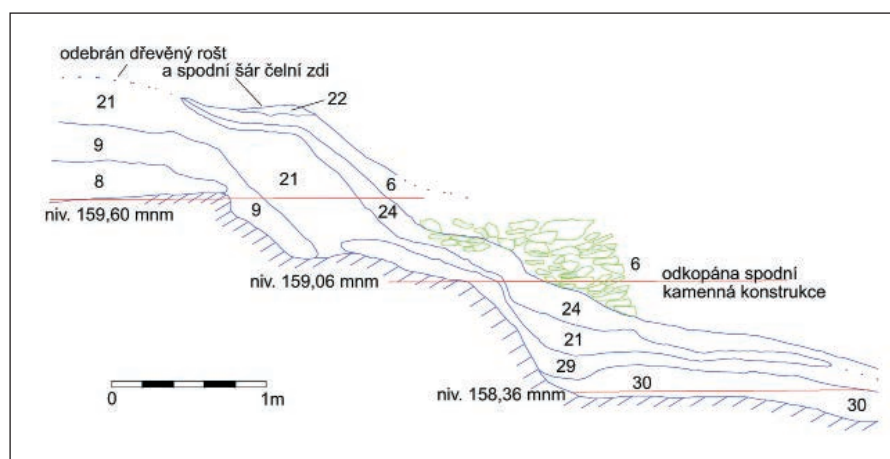 odebrán dřevěný rošt
a spodní šár čelní zdi
22
21
9
21
6
8
24
niv. 159,60 mnm
9
6
odkopána spodní
kamenná konstrukce
niv. 159,06 mnm
24
21
29
30
niv. 158,36 mnm
30
0
1m